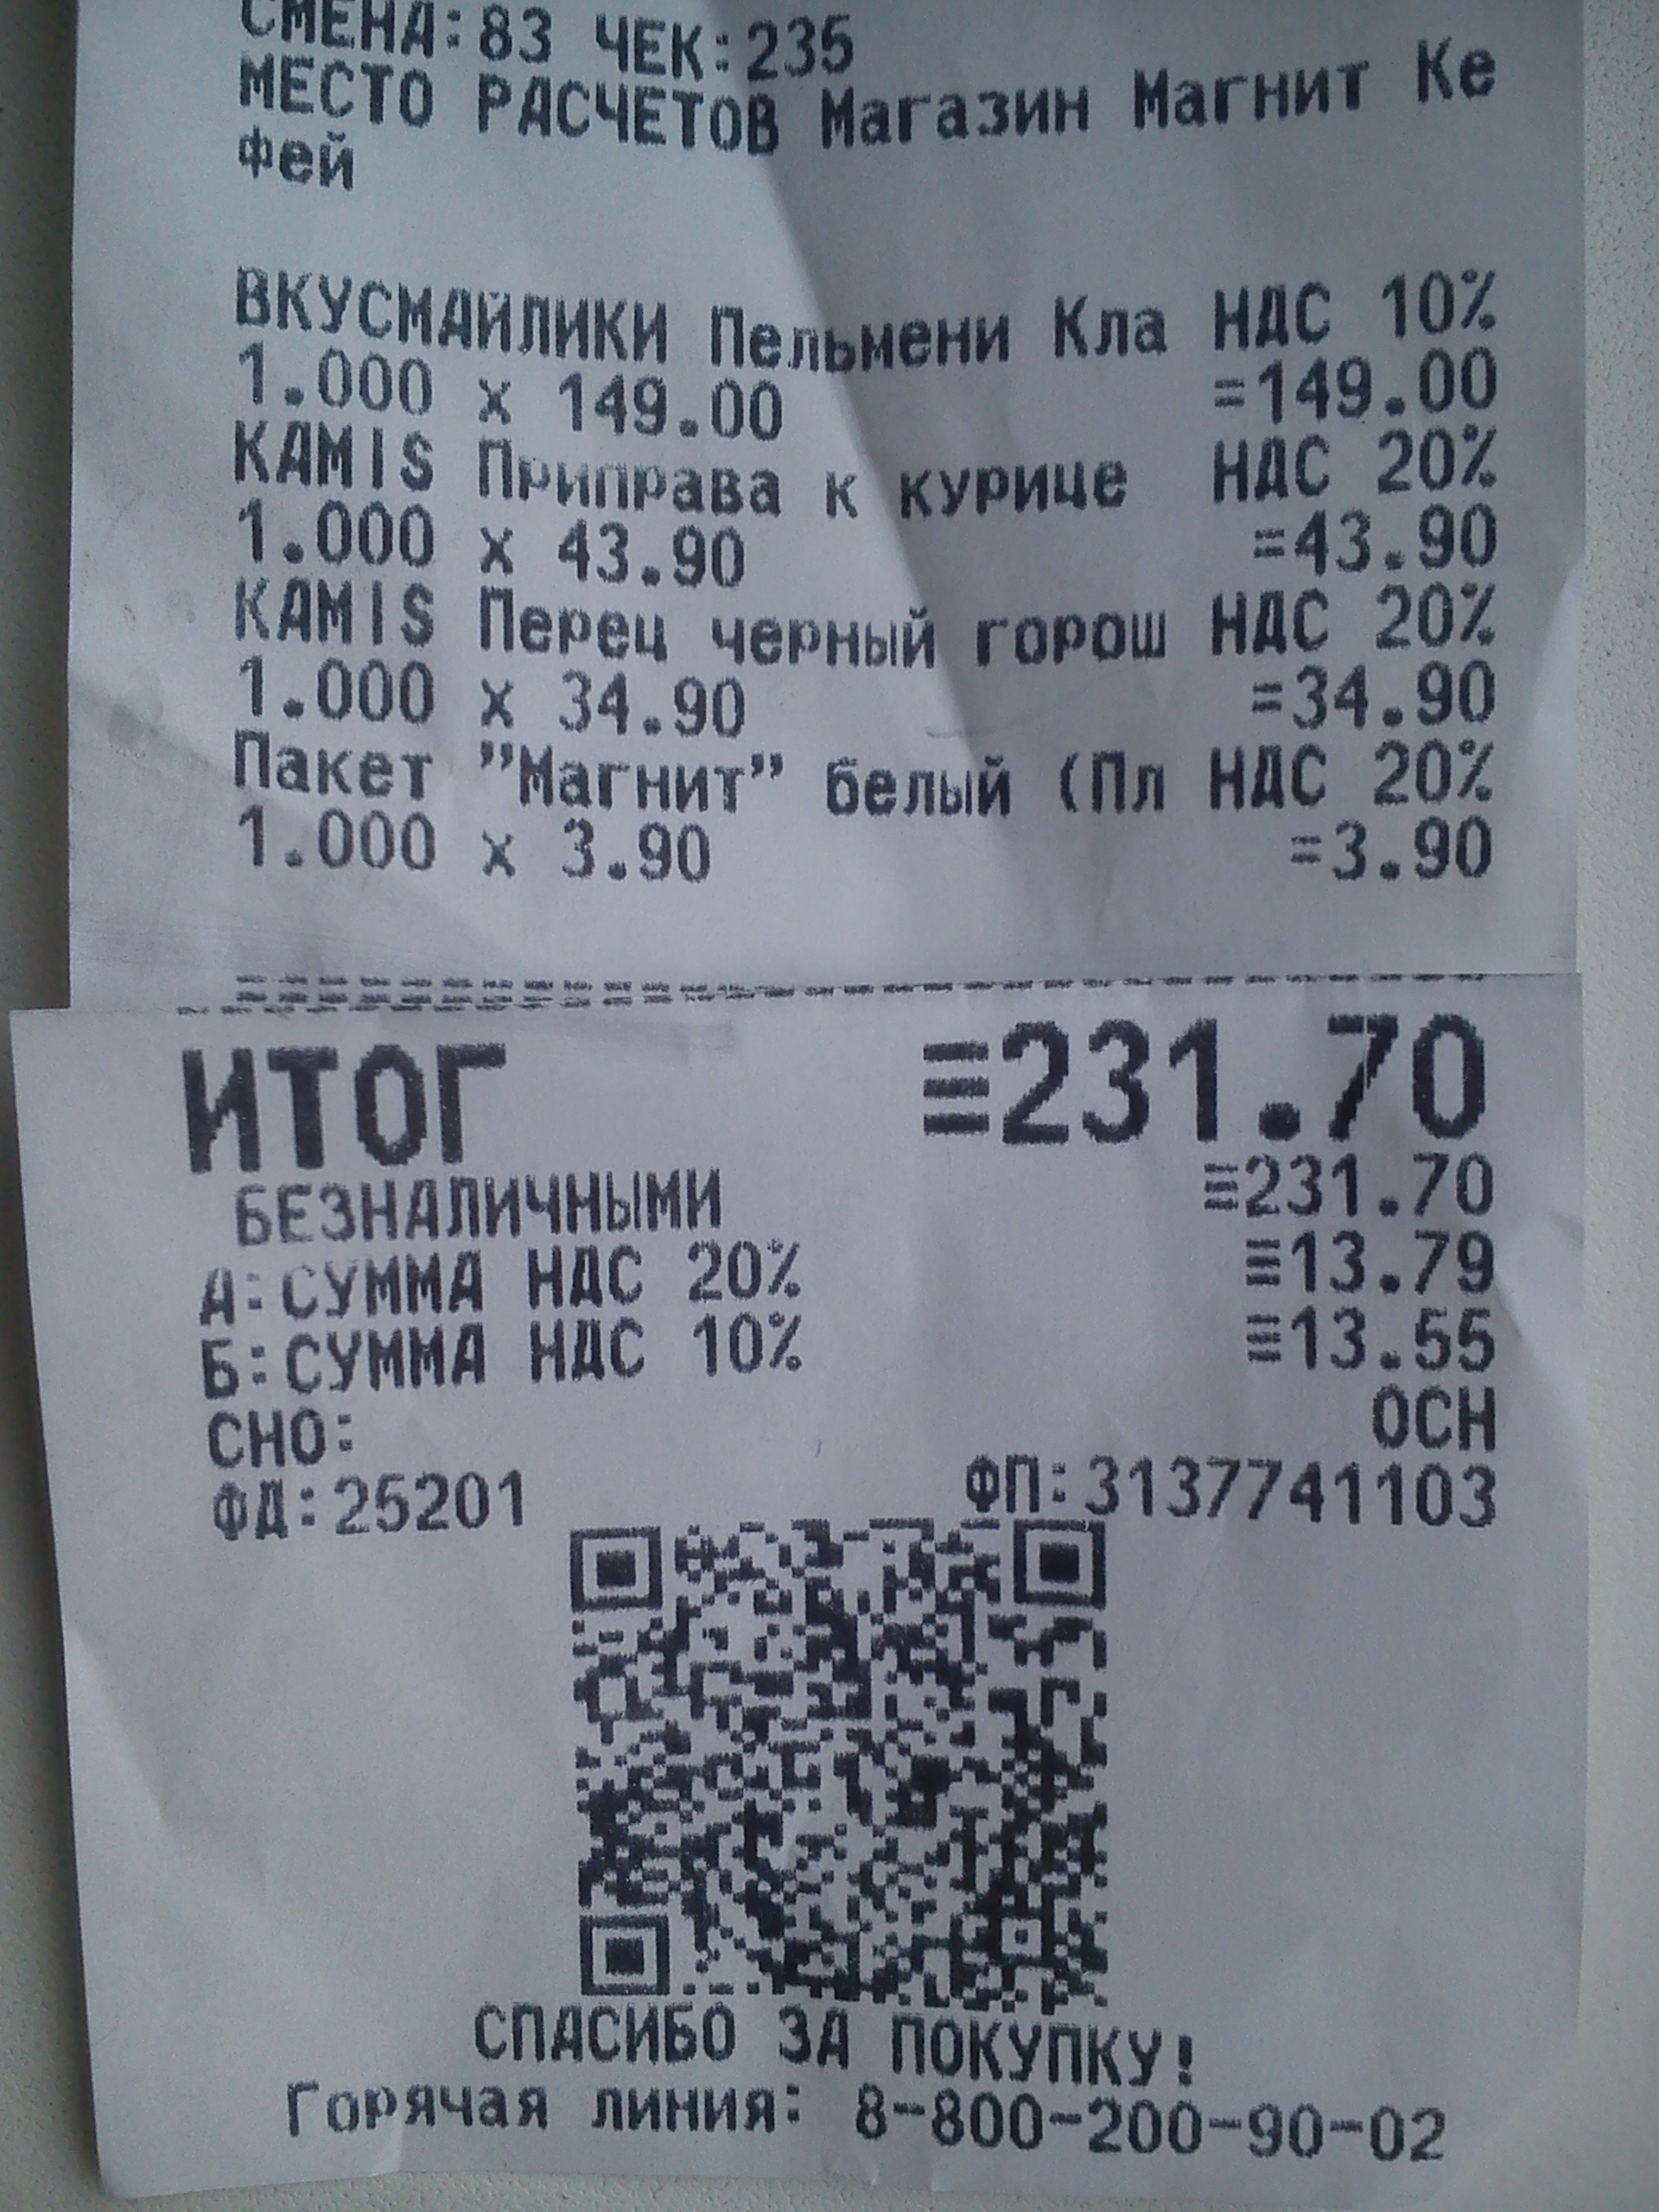 СМЕНА:83 ЧЕК:235
МЕСТО РАСЧЕТОВ Магазин Магнит Ке
фей
ВКУСМАЙЛИКИ Пельмени Кла НДС 10%
1.000 х 149.00 =149.00
KAMIS Приправа к курице НДС 20%
1.000 х 43.90 =43.90
KAMIS Перец черный горош НДС 20%
1.000 х 34.90 =34.90
Пакет "Магнит" белый (Пл НДС 20%
1.000 х 3.90 =3.90
ИТОГ ≡231.70
БЕЗНАЛИЧНЫМИ ≡231.70
А:СУММА НДС 20% ≡13.79
Б:СУММА НДС 10% ≡13.55
СНО: ОСН
ФД:25201 ФП:3137741103
СПАСИБО ЗА ПОКУПКУ!
Горячая линия: 8-800-200-90-02